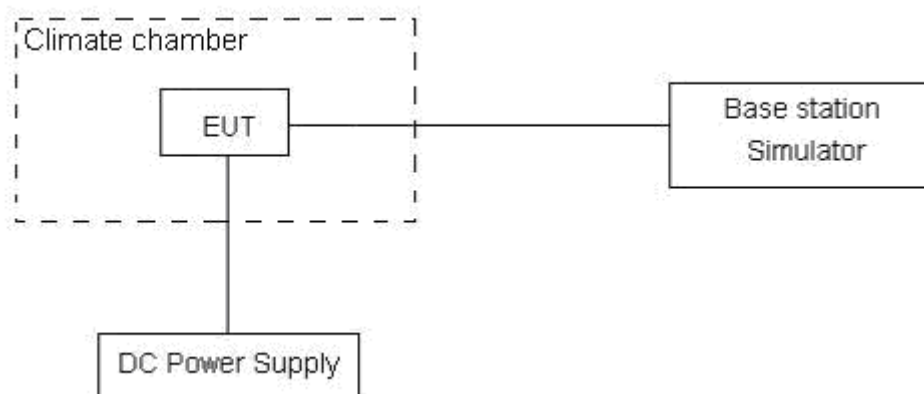 Climate chamber
EUT
Base station
Simulator
DC Power Supply